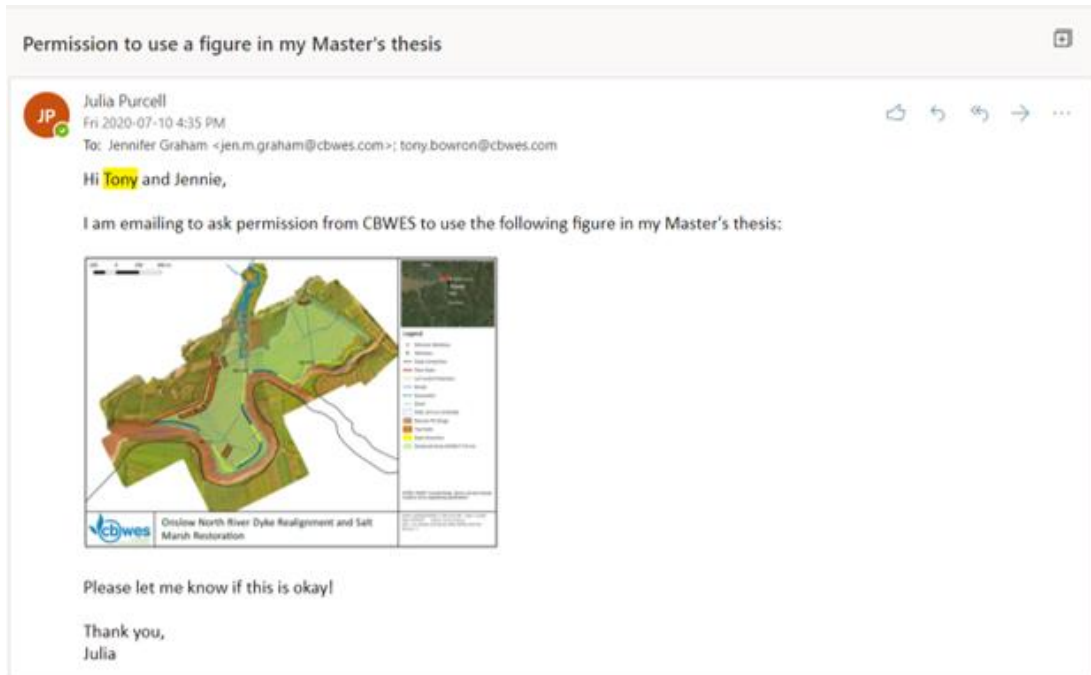 Permission to use a figure in my Master's thesis
JP
Julia Purcell
Fri 2020-07-10 4:35 PM
To: Jennifer Graham <jen.m.graham@cbwes.com>; tony.bowron@cbwes.com
Hi Tony and Jennie,
I am emailing to ask permission from CBWES to use the following figure in my Master's thesis:
Legend
cbwes
Onslow North River Dyke Realignment and Salt
Marsh Restoration
Please let me know if this is okay!
Thank you,
Julia